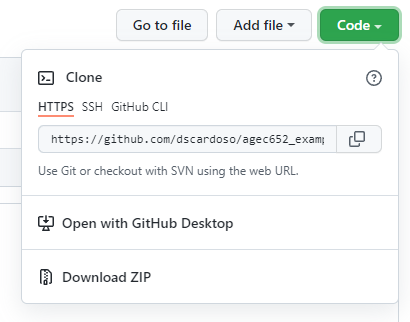 Go to file Add file Code
Clone
HTTPS SSH GitHub CLI
https://github.com/dscardoso/agec652_examp
Use Git or checkout with SVN using the web URL.
Open with GitHub Desktop
Download ZIP